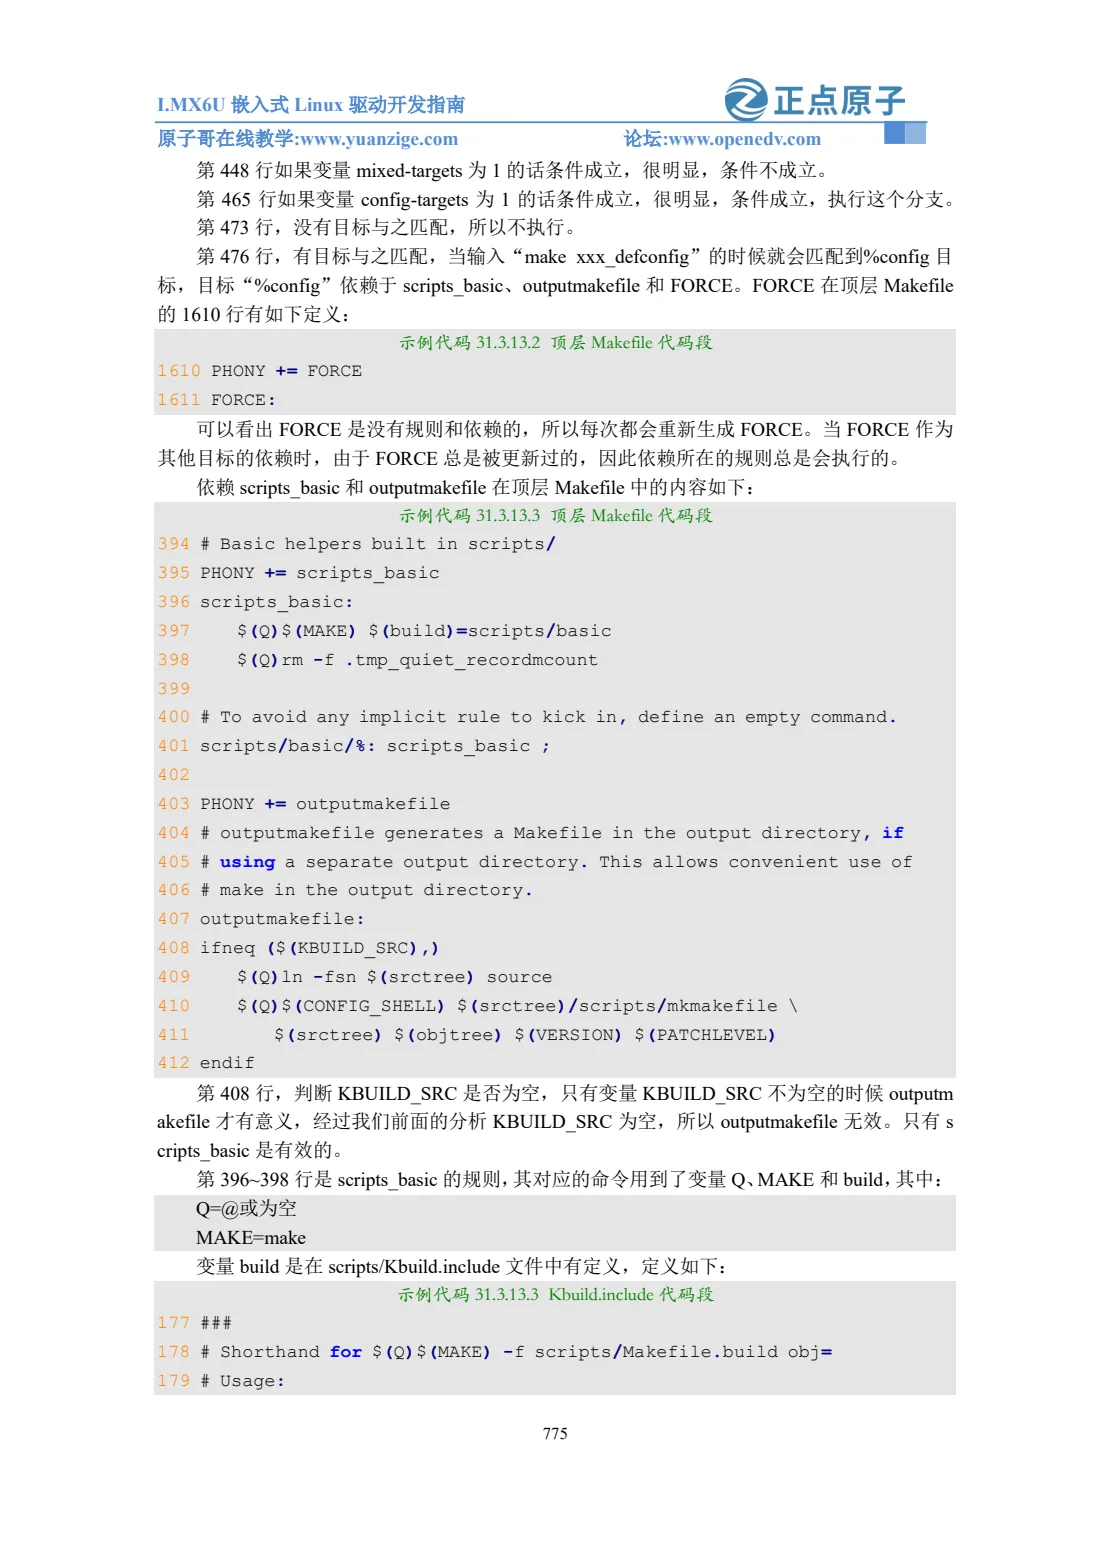 I.MX6U 嵌入式 Linux 驱动开发指南
正点原子
原子哥在线教学:www.yuanzige.com 论坛:www.openedv.com
第 448 行如果变量 mixed-targets 为 1 的话条件成立，很明显，条件不成立。
第 465 行如果变量 config-targets 为 1 的话条件成立，很明显，条件成立，执行这个分支。
第 473 行，没有目标与之匹配，所以不执行。
第 476 行，有目标与之匹配，当输入“make xxx_defconfig”的时候就会匹配到%config 目
标，目标“%config”依赖于 scripts_basic、outputmakefile 和 FORCE。FORCE 在顶层 Makefile
的 1610 行有如下定义：
示例代码 31.3.13.2 顶层 Makefile 代码段
1610 PHONY += FORCE
1611 FORCE:
可以看出 FORCE 是没有规则和依赖的，所以每次都会重新生成 FORCE。当 FORCE 作为
其他目标的依赖时，由于 FORCE 总是被更新过的，因此依赖所在的规则总是会执行的。
依赖 scripts_basic 和 outputmakefile 在顶层 Makefile 中的内容如下：
示例代码 31.3.13.3 顶层 Makefile 代码段
394 # Basic helpers built in scripts/
395 PHONY += scripts_basic
396 scripts_basic:
397     $(Q)$(MAKE) $(build)=scripts/basic
398     $(Q)rm -f .tmp_quiet_recordmcount
399
400 # To avoid any implicit rule to kick in, define an empty command.
401 scripts/basic/%: scripts_basic ;
402
403 PHONY += outputmakefile
404 # outputmakefile generates a Makefile in the output directory, if
405 # using a separate output directory. This allows convenient use of
406 # make in the output directory.
407 outputmakefile:
408 ifneq ($(KBUILD_SRC),)
409     $(Q)ln -fsn $(srctree) source
410     $(Q)$(CONFIG_SHELL) $(srctree)/scripts/mkmakefile \
411         $(srctree) $(objtree) $(VERSION) $(PATCHLEVEL)
412 endif
第 408 行，判断 KBUILD_SRC 是否为空，只有变量 KBUILD_SRC 不为空的时候 outputm
akefile 才有意义，经过我们前面的分析 KBUILD_SRC 为空，所以 outputmakefile 无效。只有 s
cripts_basic 是有效的。
第 396~398 行是 scripts_basic 的规则，其对应的命令用到了变量 Q、MAKE 和 build，其中：
Q=@或为空
MAKE=make
变量 build 是在 scripts/Kbuild.include 文件中有定义，定义如下：
示例代码 31.3.13.3 Kbuild.include 代码段
177 ###
178 # Shorthand for $(Q)$(MAKE) -f scripts/Makefile.build obj=
179 # Usage:
775